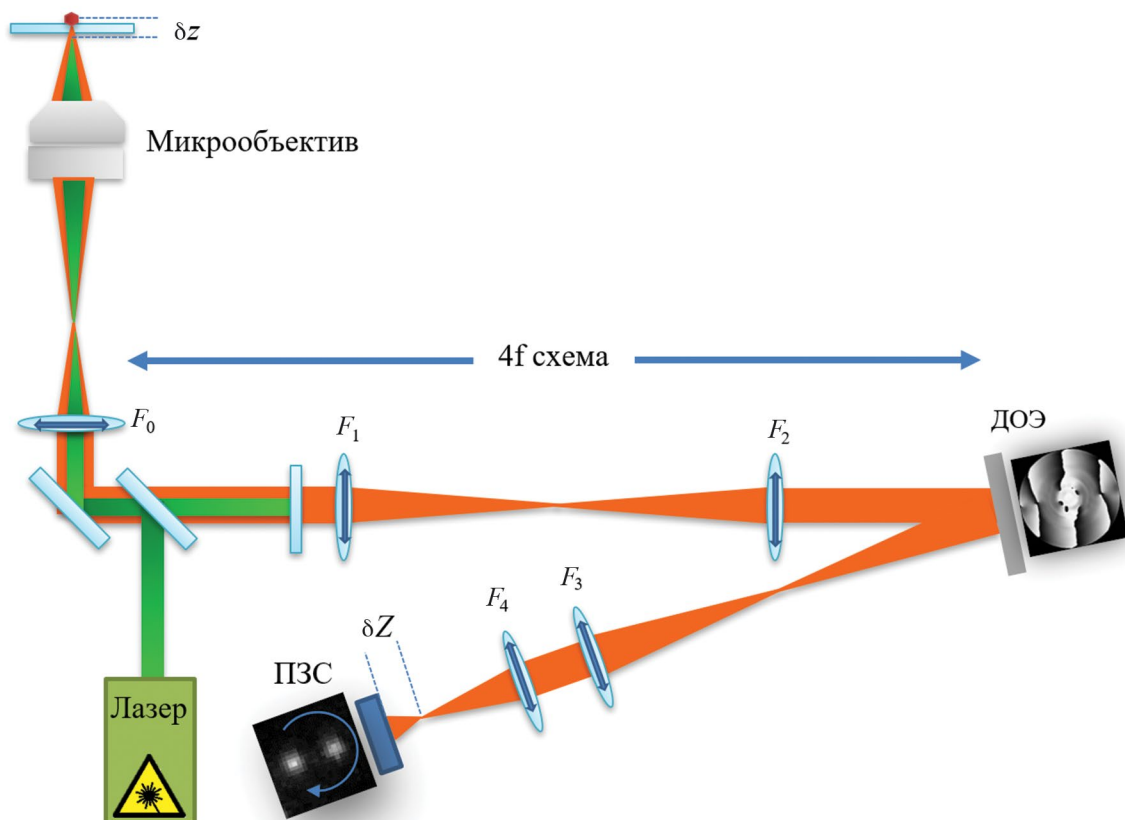 δz
Микрообъектив
4f схема
F₀
F₁
F₂
ДОЭ
F₃
F₄
δZ
ПЗС
Лазер